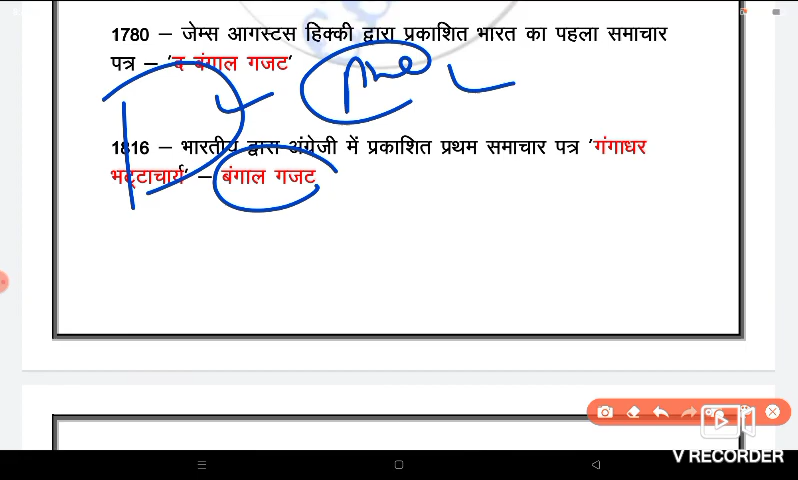 1780 – जेम्स आगस्टस हिक्की द्वारा प्रकाशित भारत का पहला समाचार
पत्र – 'द बंगाल गजट'
1816 – भारतीय द्वारा अंग्रेजी में प्रकाशित प्रथम समाचार पत्र 'गंगाधर
भट्टाचार्य' – बंगाल गजट
V RECORDER